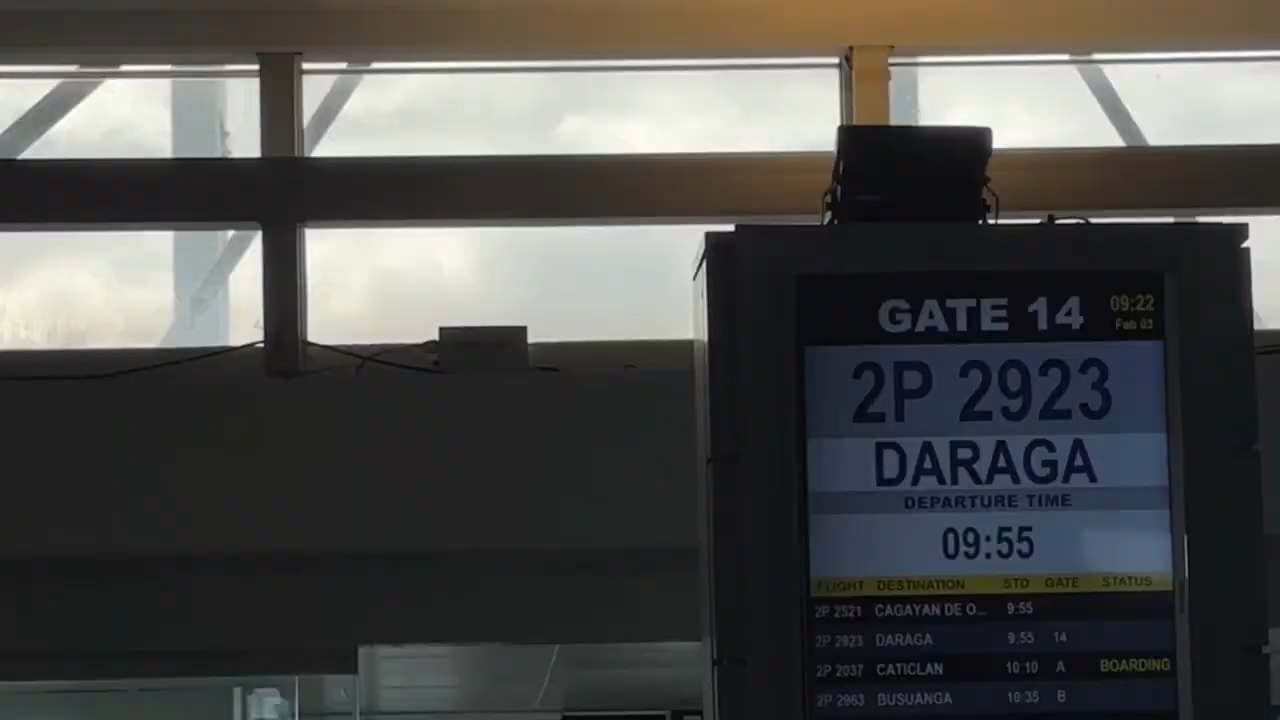 GATE 14 09:22
Feb 03
2P 2923
DARAGA
DEPARTURE TIME
09:55
FLIGHT DESTINATION STD GATE STATUS
2P 2521 CAGAYAN DE O... 9:55
2P 2923 DARAGA 9:55 14
2P 2037 CATICLAN 10:10 A BOARDING
2P 2963 BUSUANGA 10:35 B